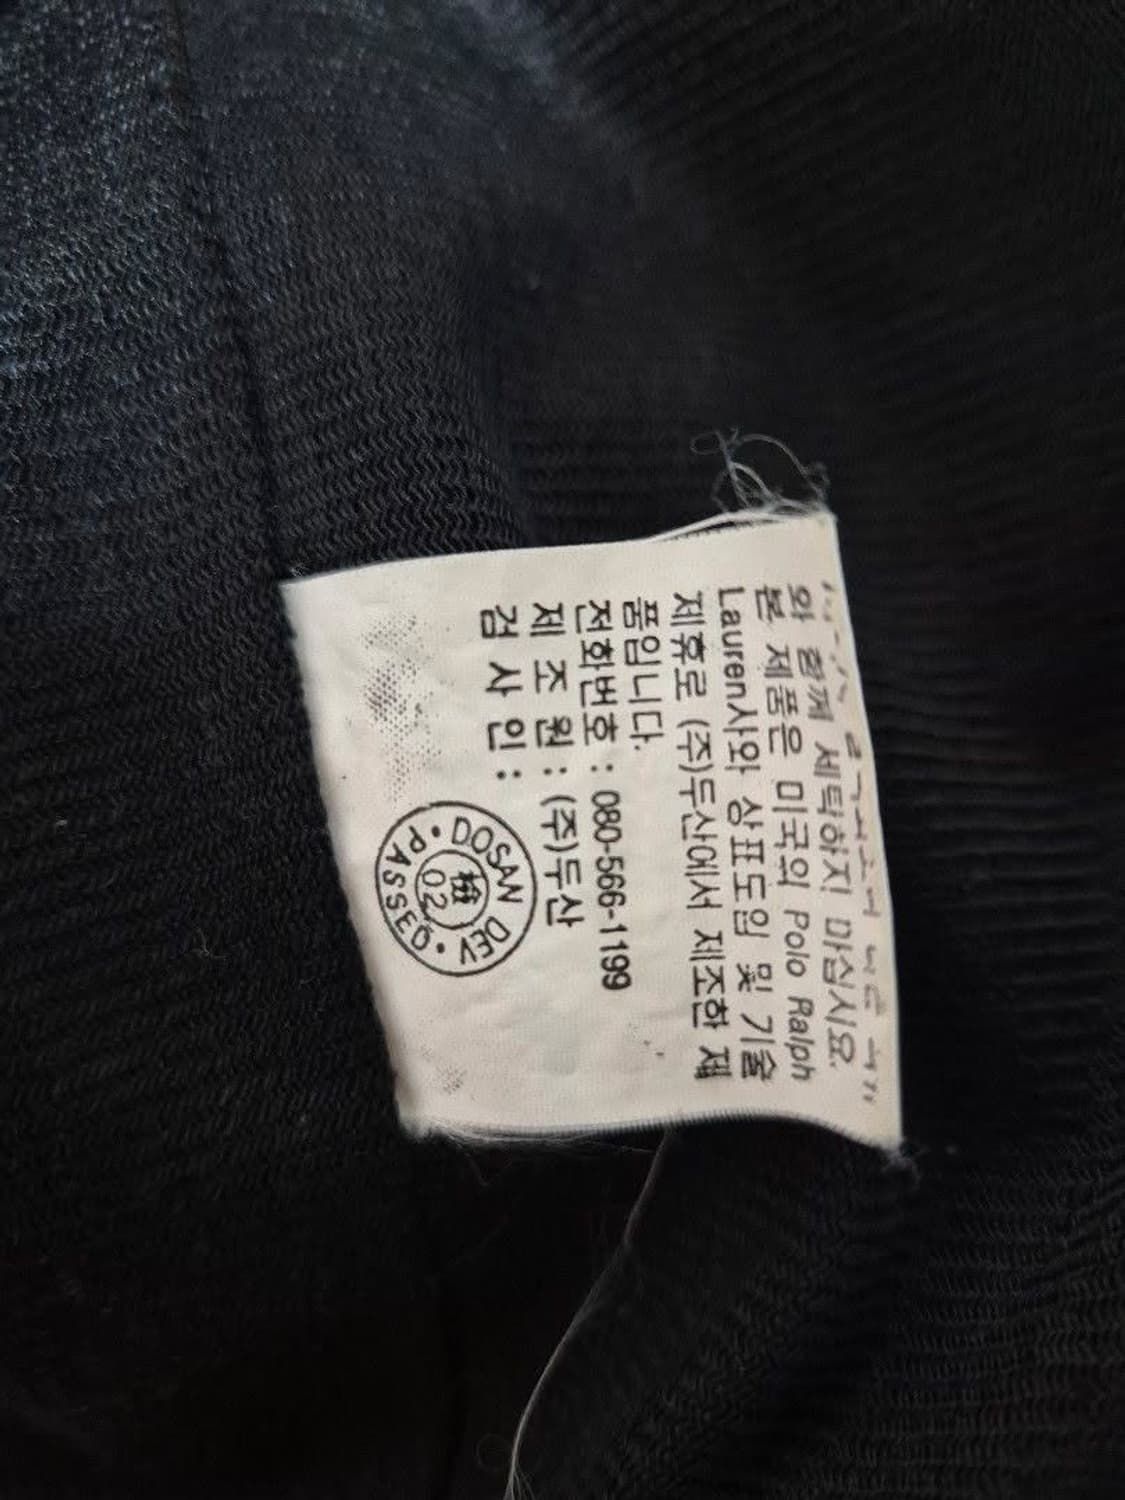 와 함께 세탁하지 마십시요.
본 제품은 미국의 Polo Ralph
Lauren사와 상표도입 및 기술
제휴로 (주)두산에서 제조한 제
품입니다.
전화번호 : 080-566-1199
제 조 원 : (주)두산
검 사 인 :
DOSAN DEV
檢
02
PASSED